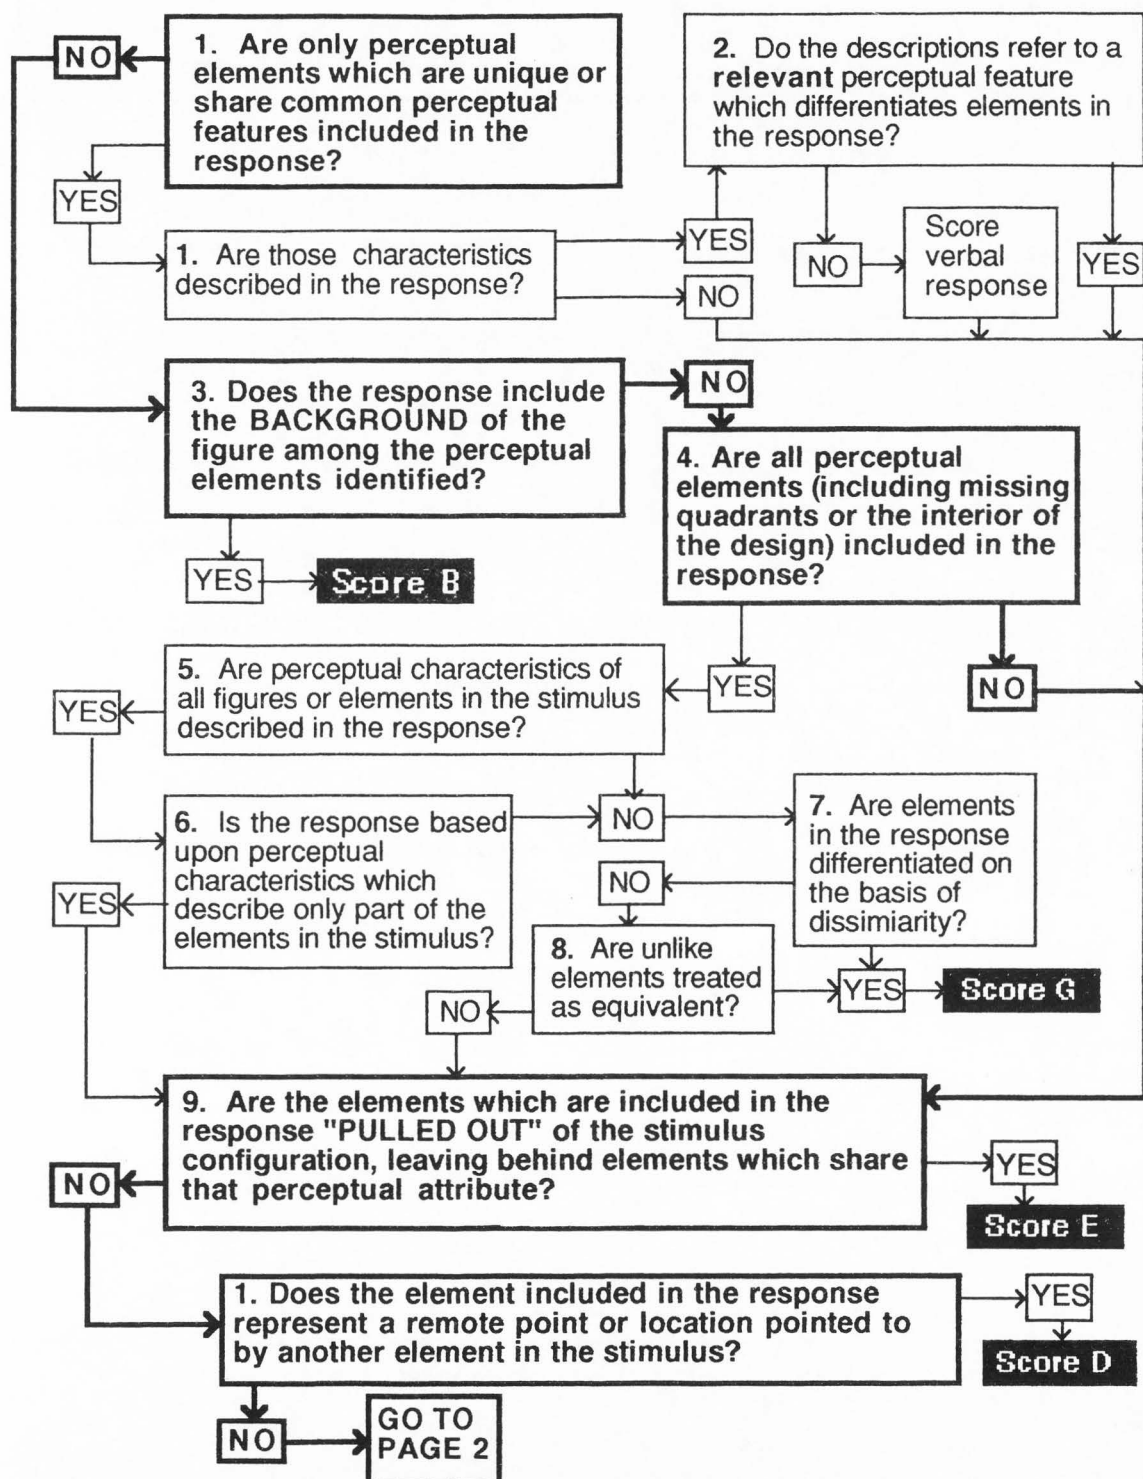 NO
1. Are only perceptual
elements which are unique or
share common perceptual
features included in the
response?
YES
1. Are those characteristics
described in the response?
YES
NO
2. Do the descriptions refer to a
relevant perceptual feature
which differentiates elements in
the response?
NO
Score
verbal
response
YES
3. Does the response include
the BACKGROUND of the
figure among the perceptual
elements identified?
YES
Score B
NO
4. Are all perceptual
elements (including missing
quadrants or the interior of
the design) included in the
response?
YES
NO
5. Are perceptual characteristics of
all figures or elements in the stimulus
described in the response?
YES
NO
6. Is the response based
upon perceptual
characteristics which
describe only part of the
elements in the stimulus?
YES
7. Are elements
in the response
differentiated on
the basis of
dissimiarity?
NO
8. Are unlike
elements treated
as equivalent?
YES
Score G
NO
9. Are the elements which are included in the
response "PULLED OUT" of the stimulus
configuration, leaving behind elements which share
that perceptual attribute?
YES
Score E
NO
1. Does the element included in the response
represent a remote point or location pointed to
by another element in the stimulus?
YES
Score D
NO
GO TO
PAGE 2